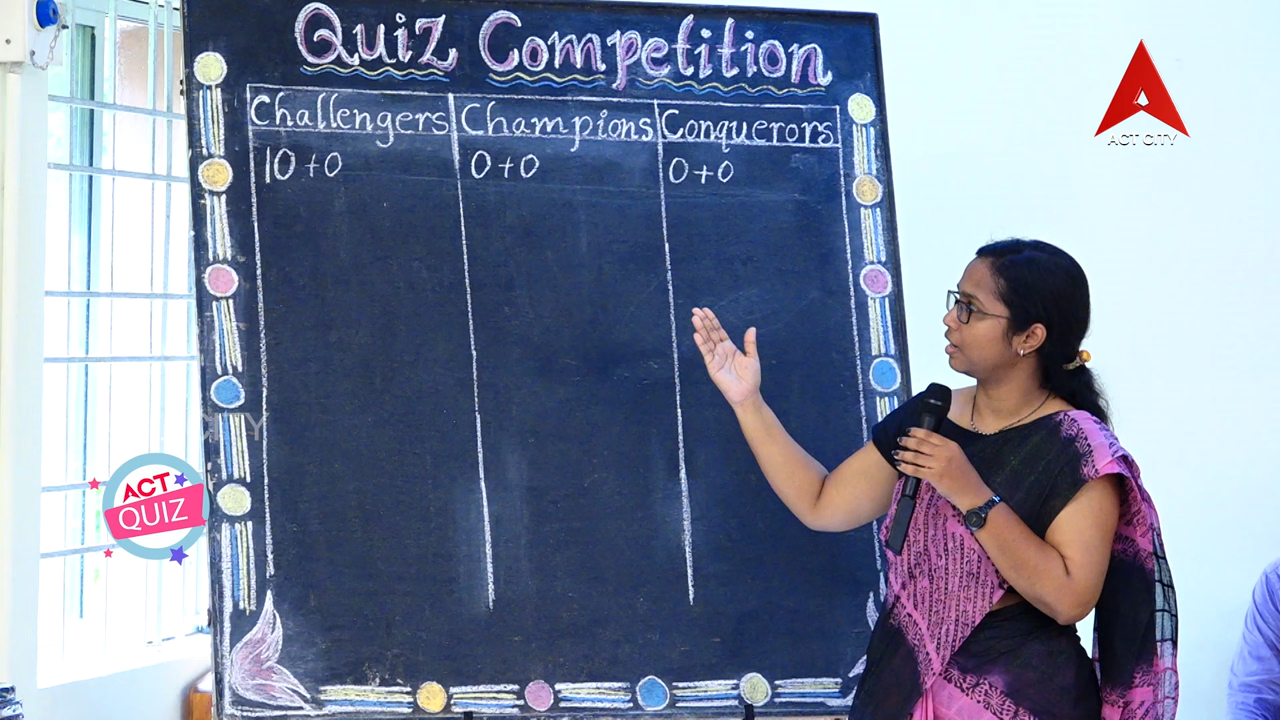 Quiz Competition
Challengers Champions Conquerors
10+0 0+0 0+0
ACT CITY
ACT
QUIZ